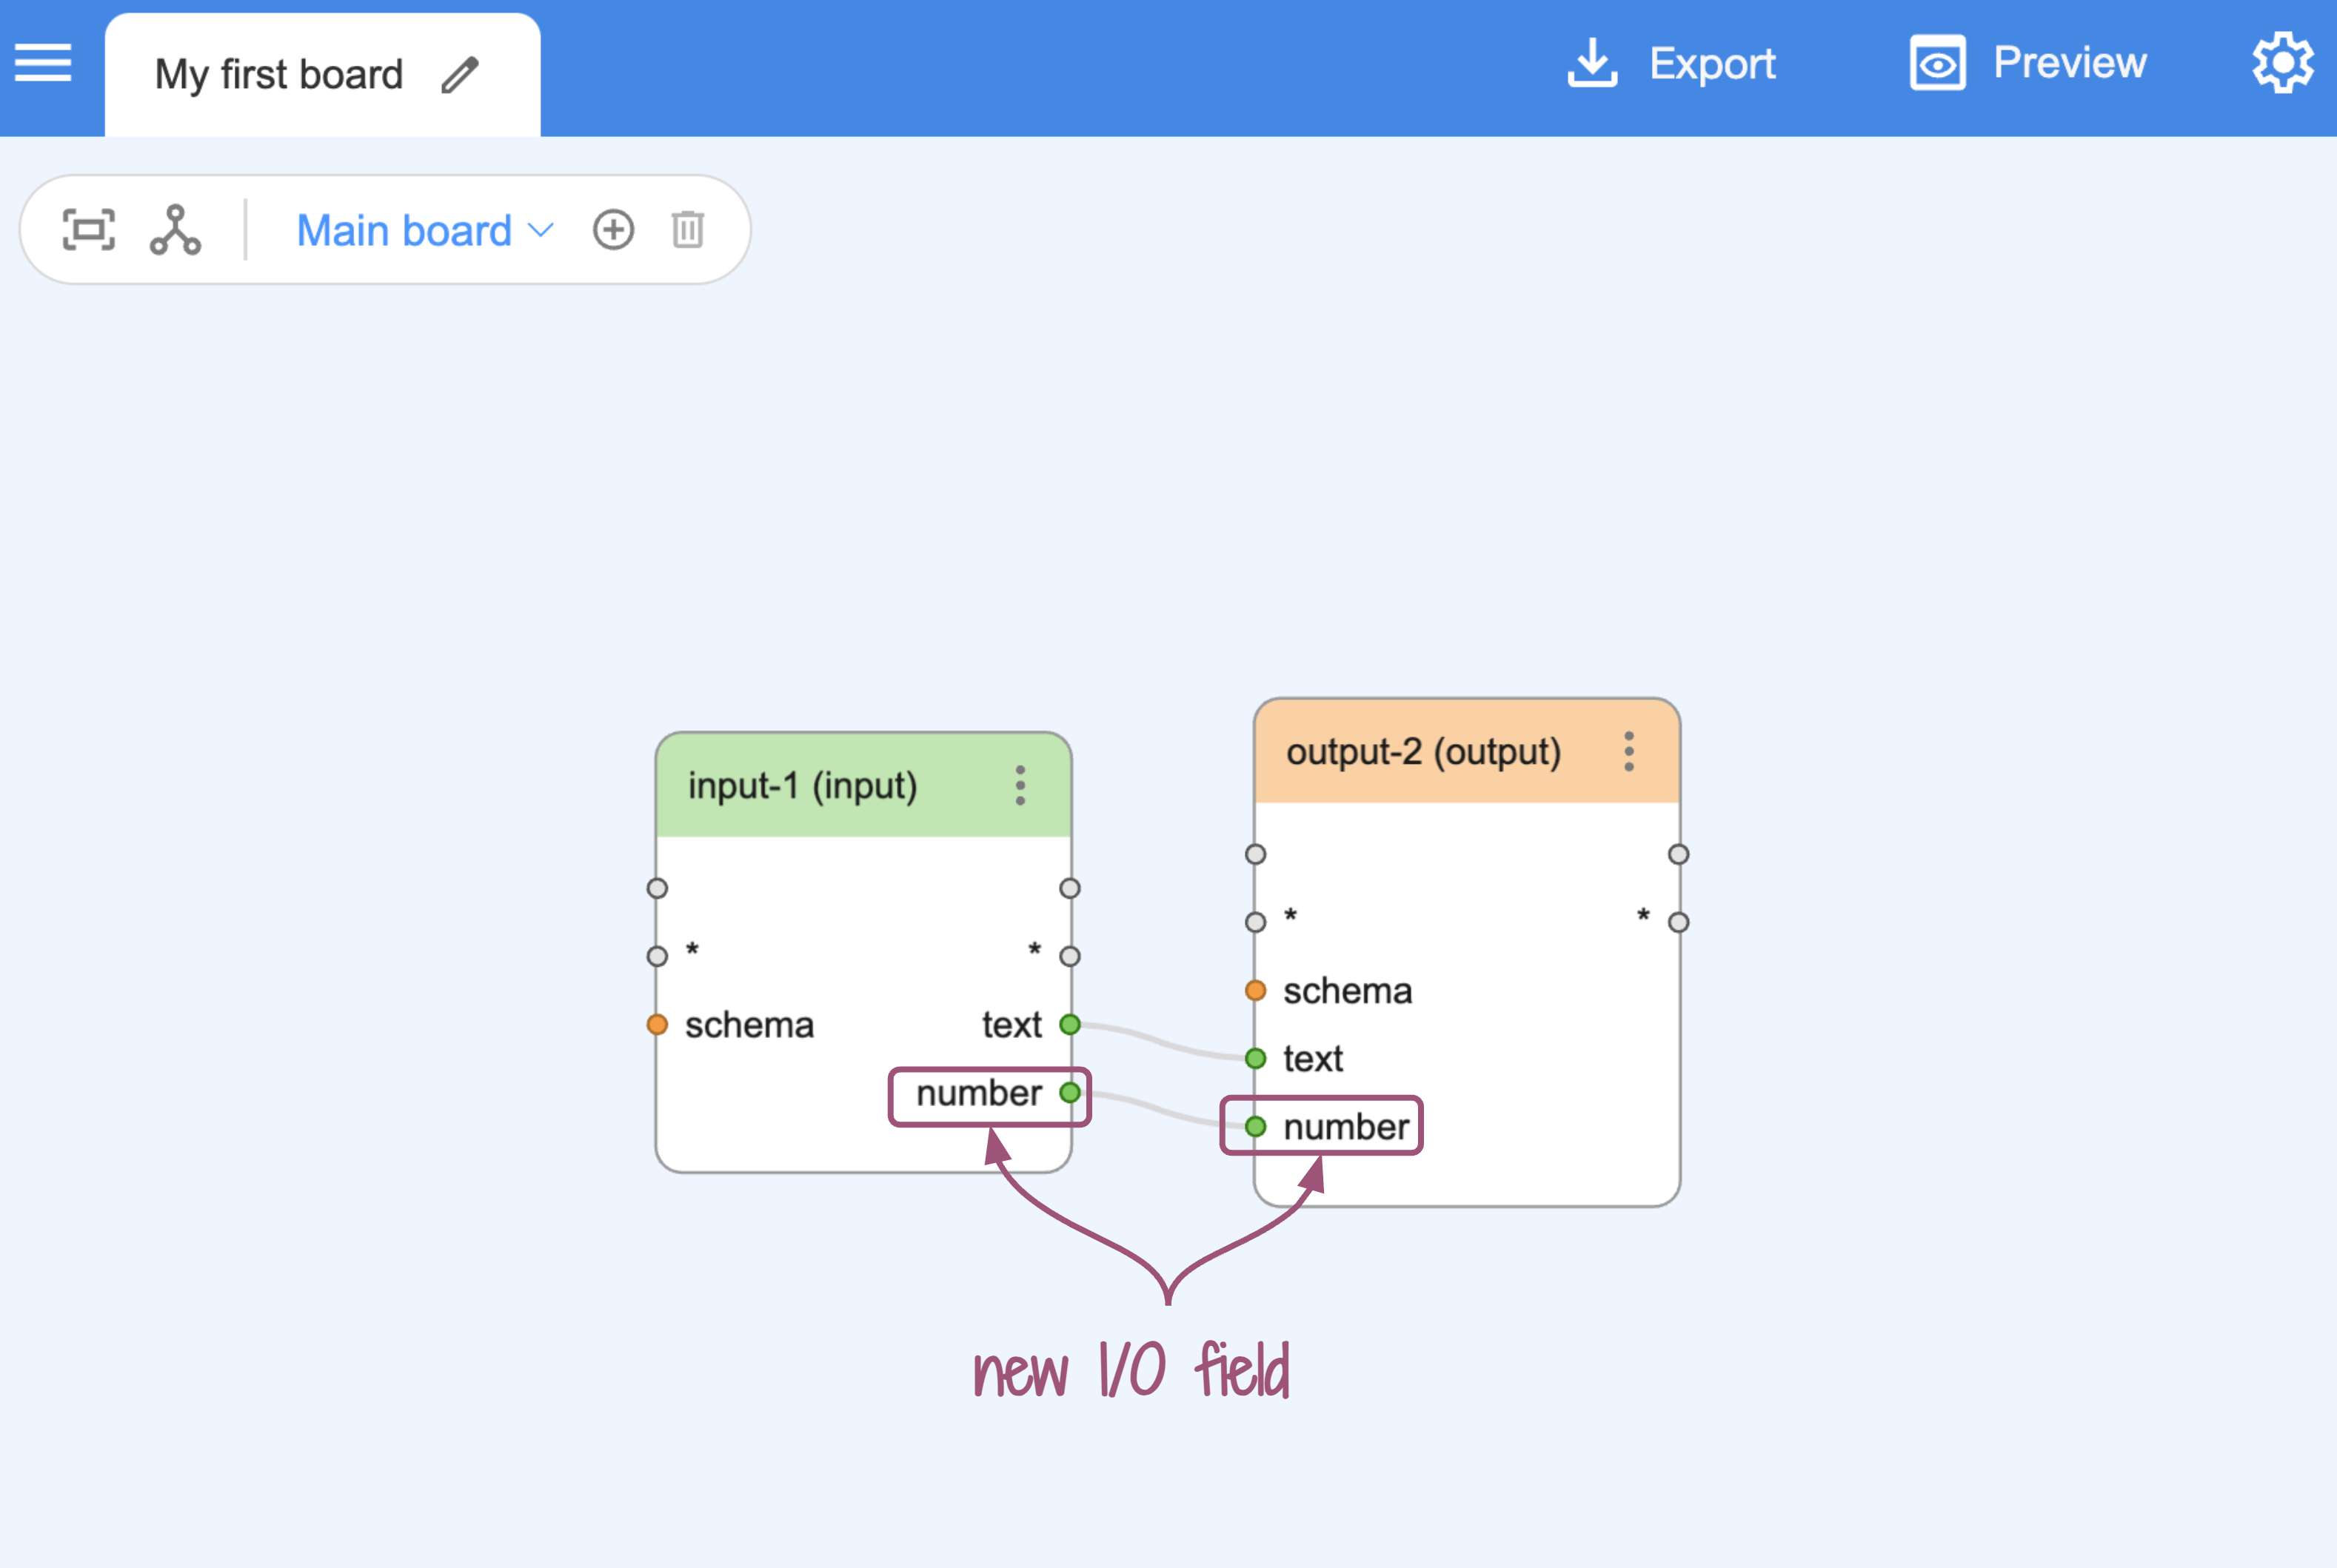 My first board
Export
Preview
Main board
input-1 (input)
* *
schema text
number
output-2 (output)
* *
schema
text
number
new I/O field